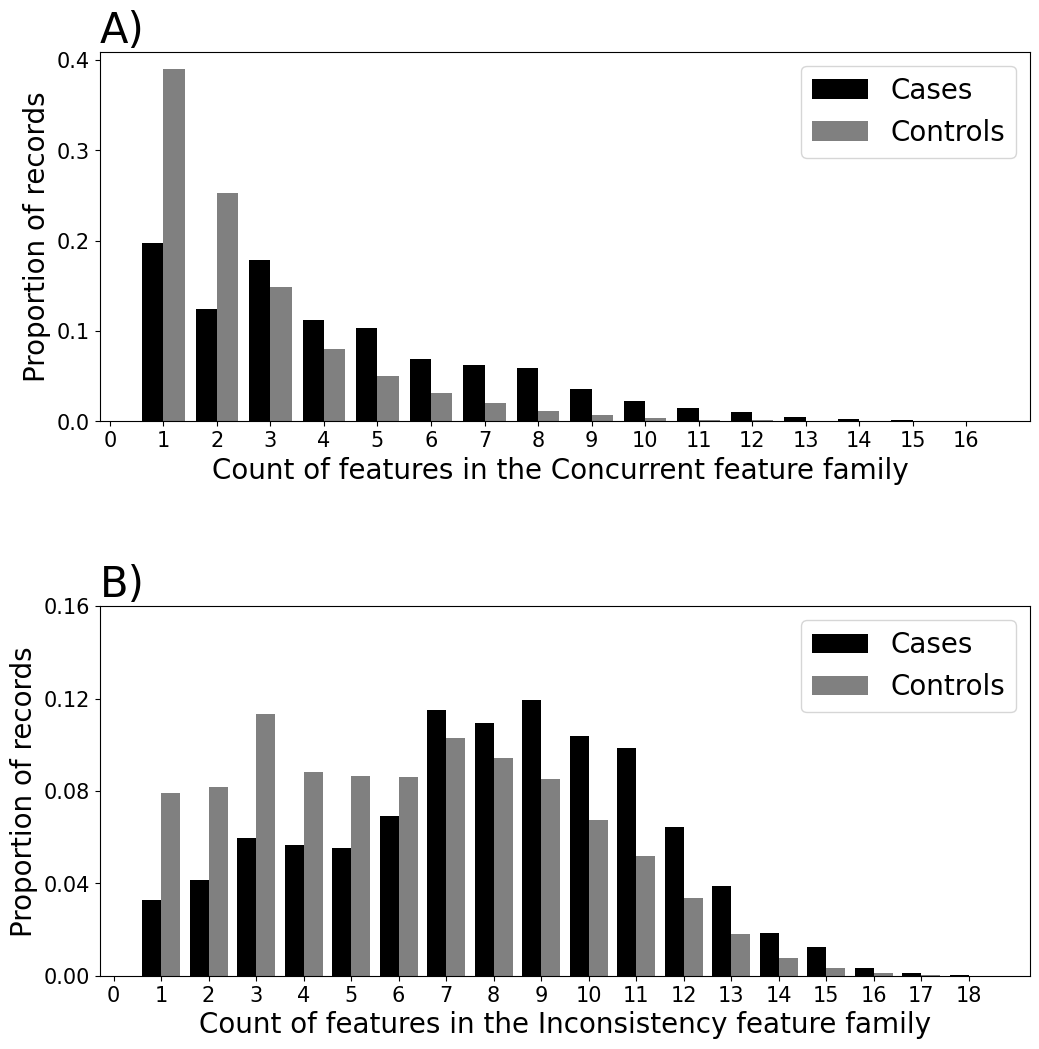 A)
Proportion of records
0.4
0.3
0.2
0.1
0.0
Cases
Controls
0 1 2 3 4 5 6 7 8 9 10 11 12 13 14 15 16
Count of features in the Concurrent feature family
B)
Proportion of records
0.16
0.12
0.08
0.04
0.00
Cases
Controls
0 1 2 3 4 5 6 7 8 9 10 11 12 13 14 15 16 17 18
Count of features in the Inconsistency feature family